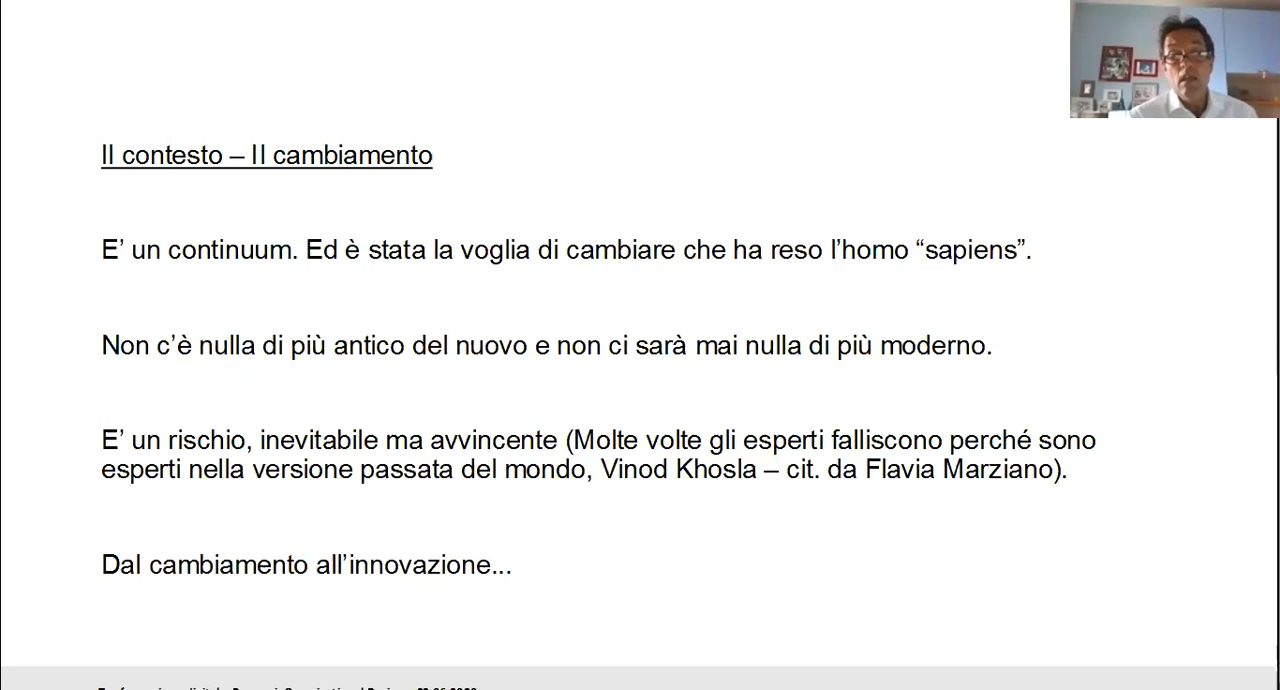 Il contesto – Il cambiamento
E’ un continuum. Ed è stata la voglia di cambiare che ha reso l’homo “sapiens”.
Non c’è nulla di più antico del nuovo e non ci sarà mai nulla di più moderno.
E’ un rischio, inevitabile ma avvincente (Molte volte gli esperti falliscono perché sono
esperti nella versione passata del mondo, Vinod Khosla – cit. da Flavia Marziano).
Dal cambiamento all’innovazione...